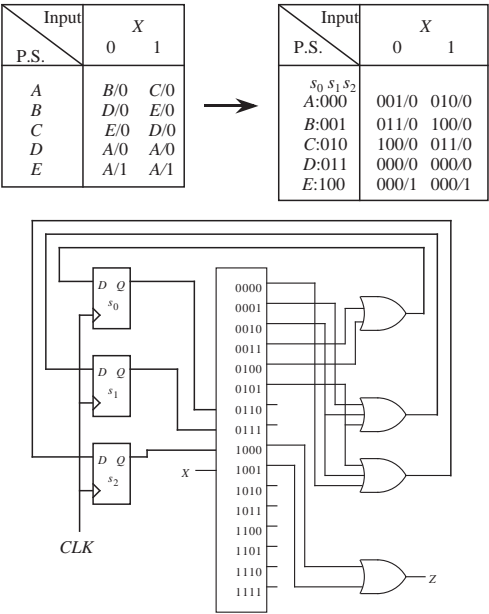 Input X
P.S. 0 1
A B/0 C/0
B D/0 E/0
C E/0 D/0
D A/0 A/0
E A/1 A/1
Input X
P.S. 0 1
s0 s1 s2
A:000 001/0 010/0
B:001 011/0 100/0
C:010 100/0 011/0
D:011 000/0 000/0
E:100 000/1 000/1
D Q
s0
D Q
s1
D Q
s2
CLK
X
0000
0001
0010
0011
0100
0101
0110
0111
1000
1001
1010
1011
1100
1101
1110
1111
Z